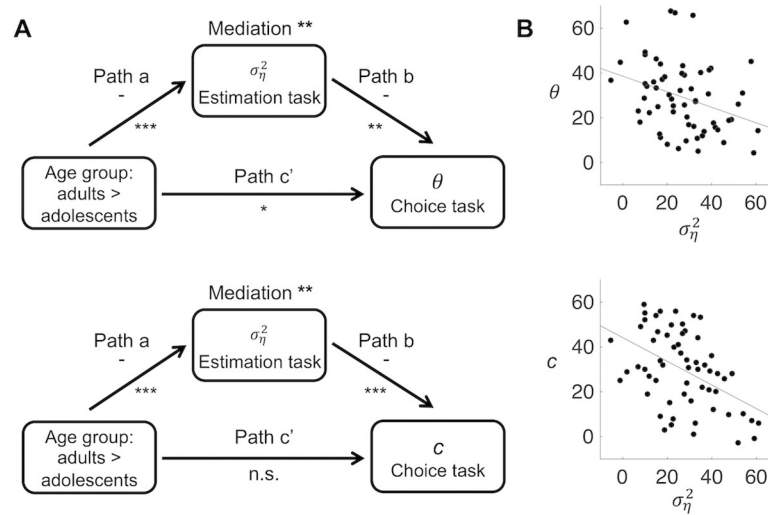 A
Mediation **
Path a
-
***
σ²η
Estimation task
Path b
-
**
Age group:
adults >
adolescents
Path c’
*
θ
Choice task
B
60
40
θ
20
0
0 20 40 60
σ²η
Mediation **
Path a
-
***
σ²η
Estimation task
Path b
-
***
Age group:
adults >
adolescents
Path c’
n.s.
c
Choice task
60
40
c
20
0
0 20 40 60
σ²η